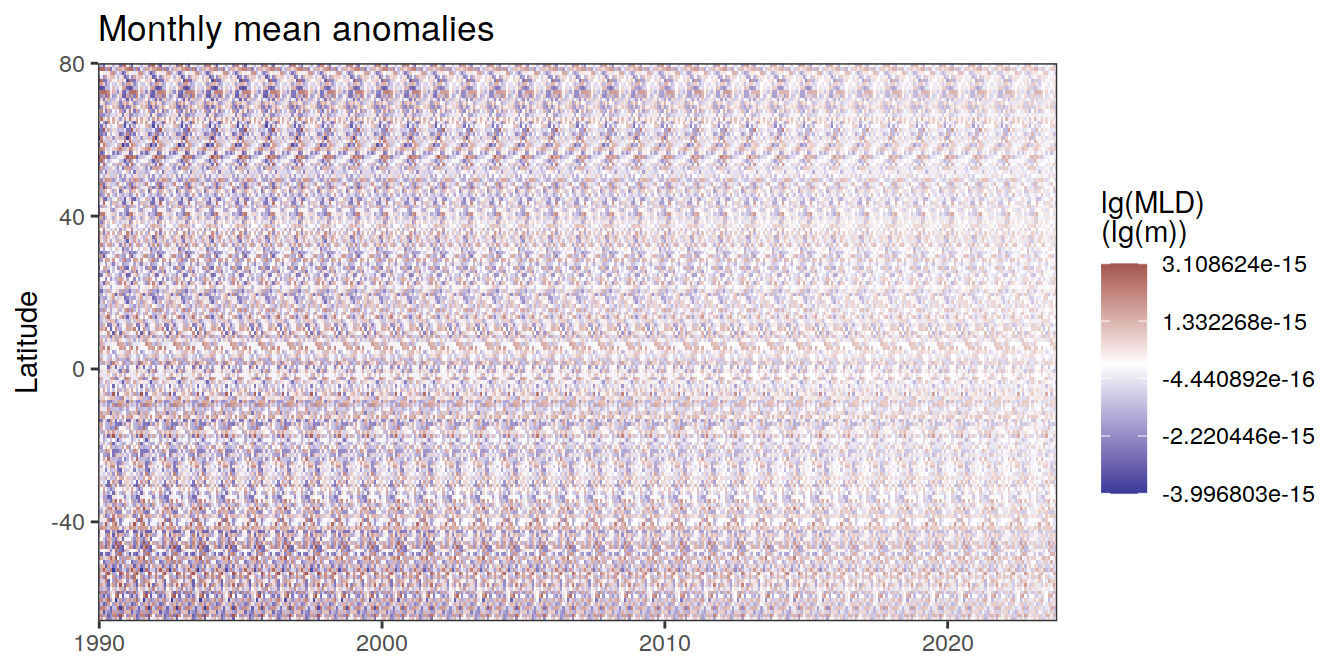 Monthly mean anomalies
80
40
0
-40
Latitude
1990
2000
2010
2020
lg(MLD)
(lg(m))
3.108624e-15
1.332268e-15
-4.440892e-16
-2.220446e-15
-3.996803e-15